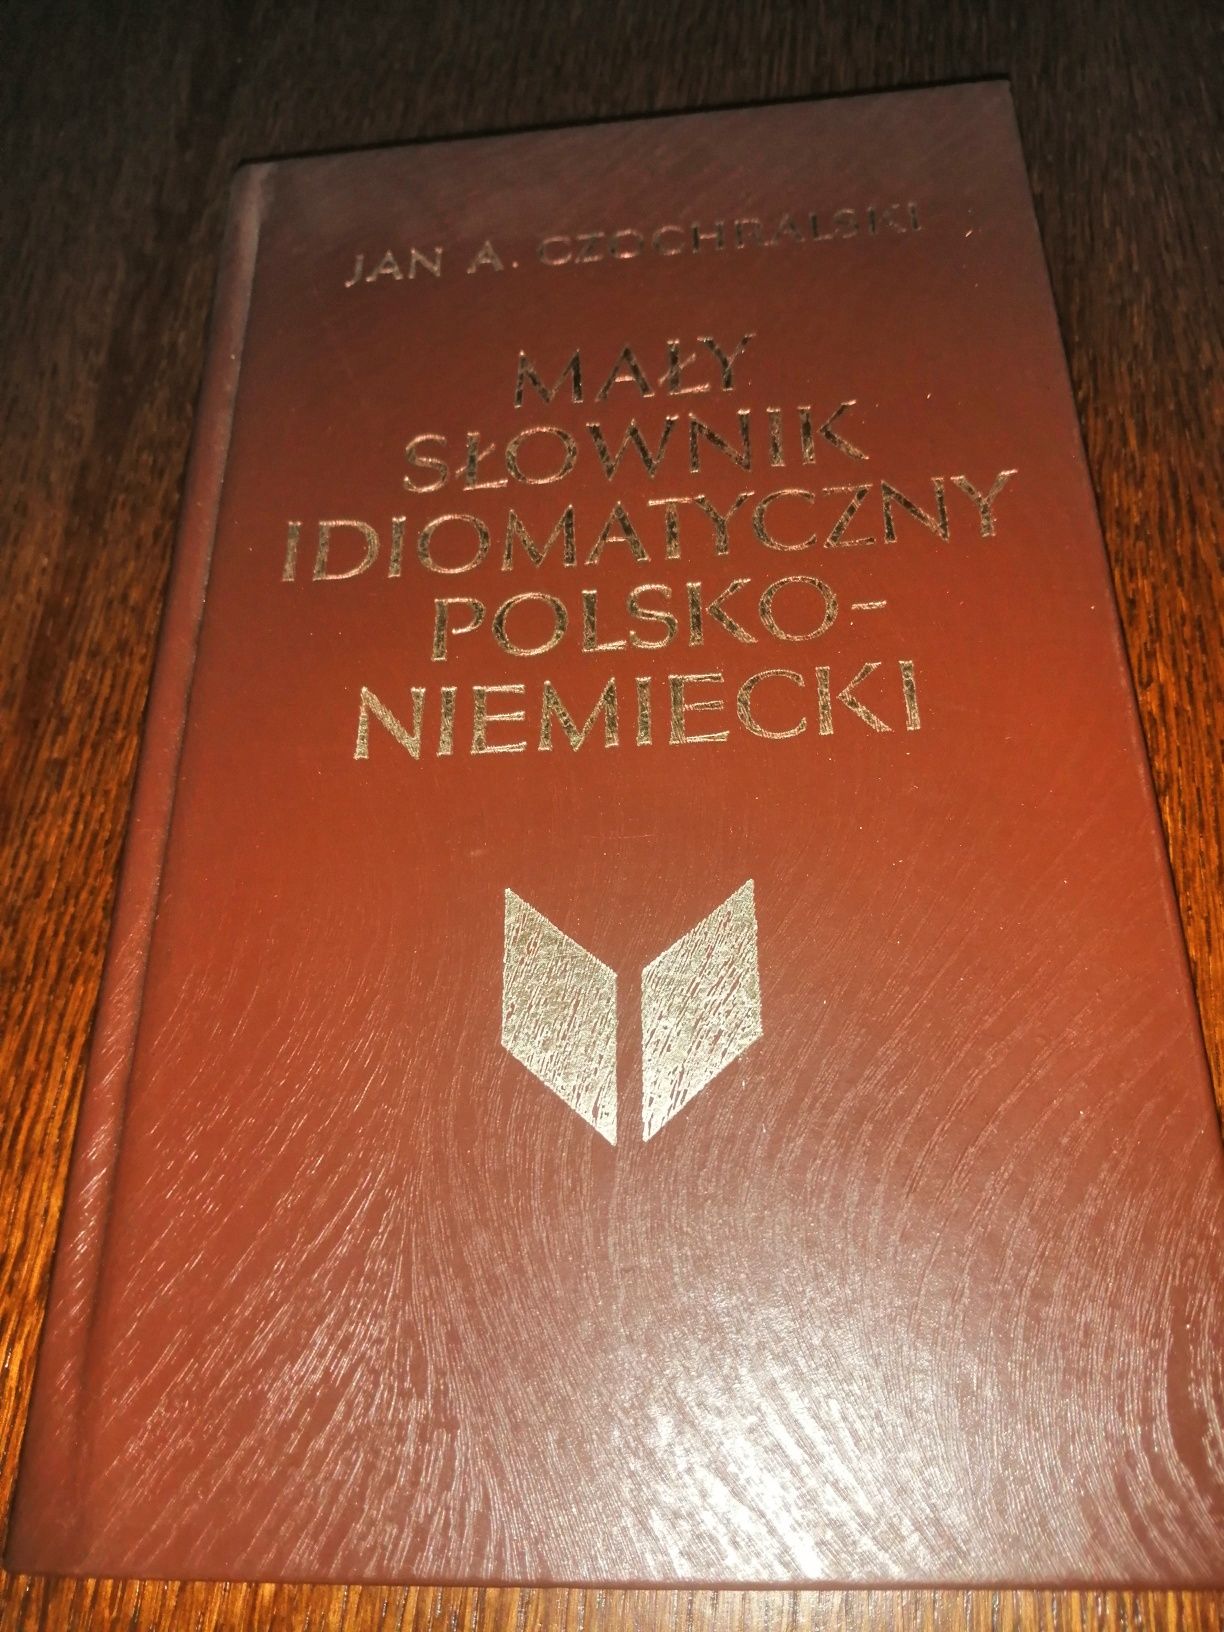 JAN A. CZOCHRALSKI
MAŁY
SŁOWNIK
IDIOMATYCZNY
POLSKO-
NIEMIECKI